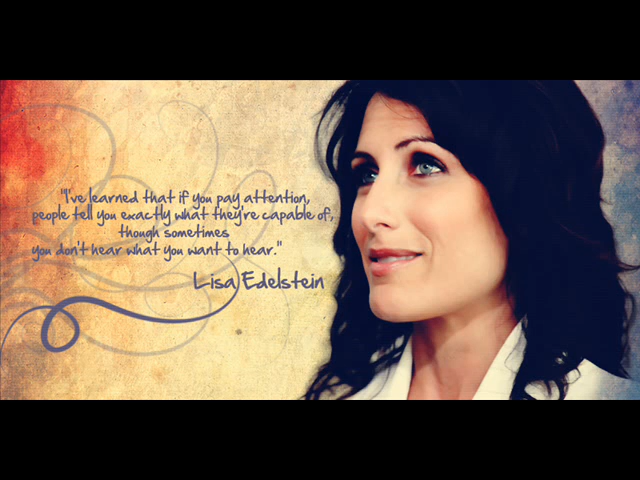 "I've learned that if you pay attention,
people tell you exactly what they're capable of,
though sometimes
you don't hear what you want to hear."
Lisa Edelstein